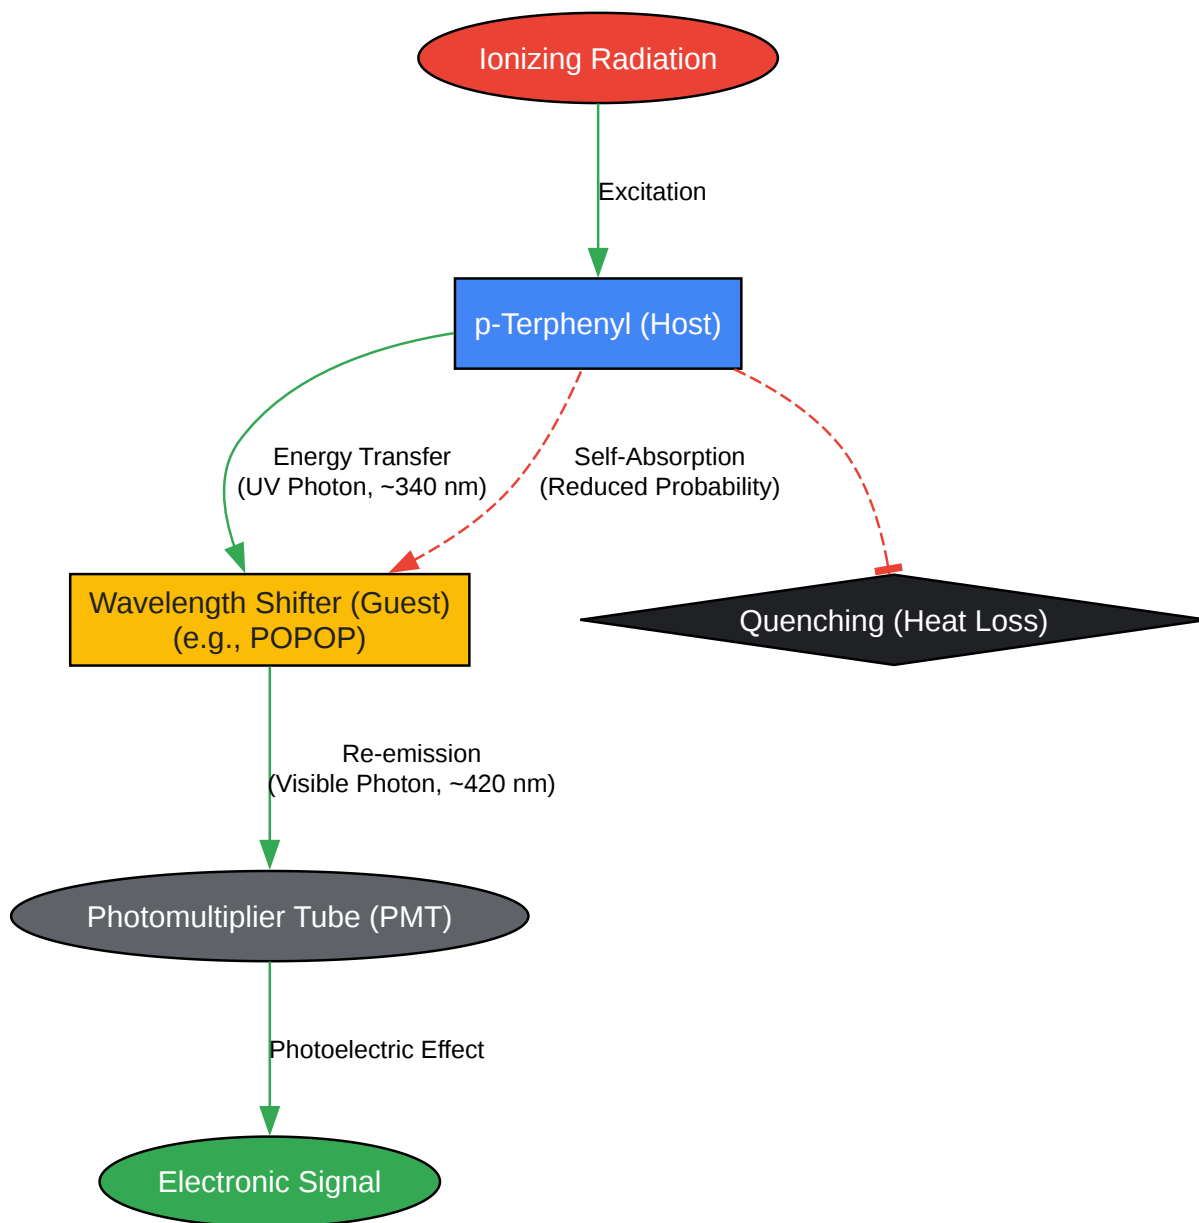 Ionizing Radiation
Excitation
p-Terphenyl (Host)
Energy Transfer
(UV Photon, ~340 nm)
Self-Absorption
(Reduced Probability)
Wavelength Shifter (Guest)
(e.g., POPOP)
Quenching (Heat Loss)
Re-emission
(Visible Photon, ~420 nm)
Photomultiplier Tube (PMT)
Photoelectric Effect
Electronic Signal